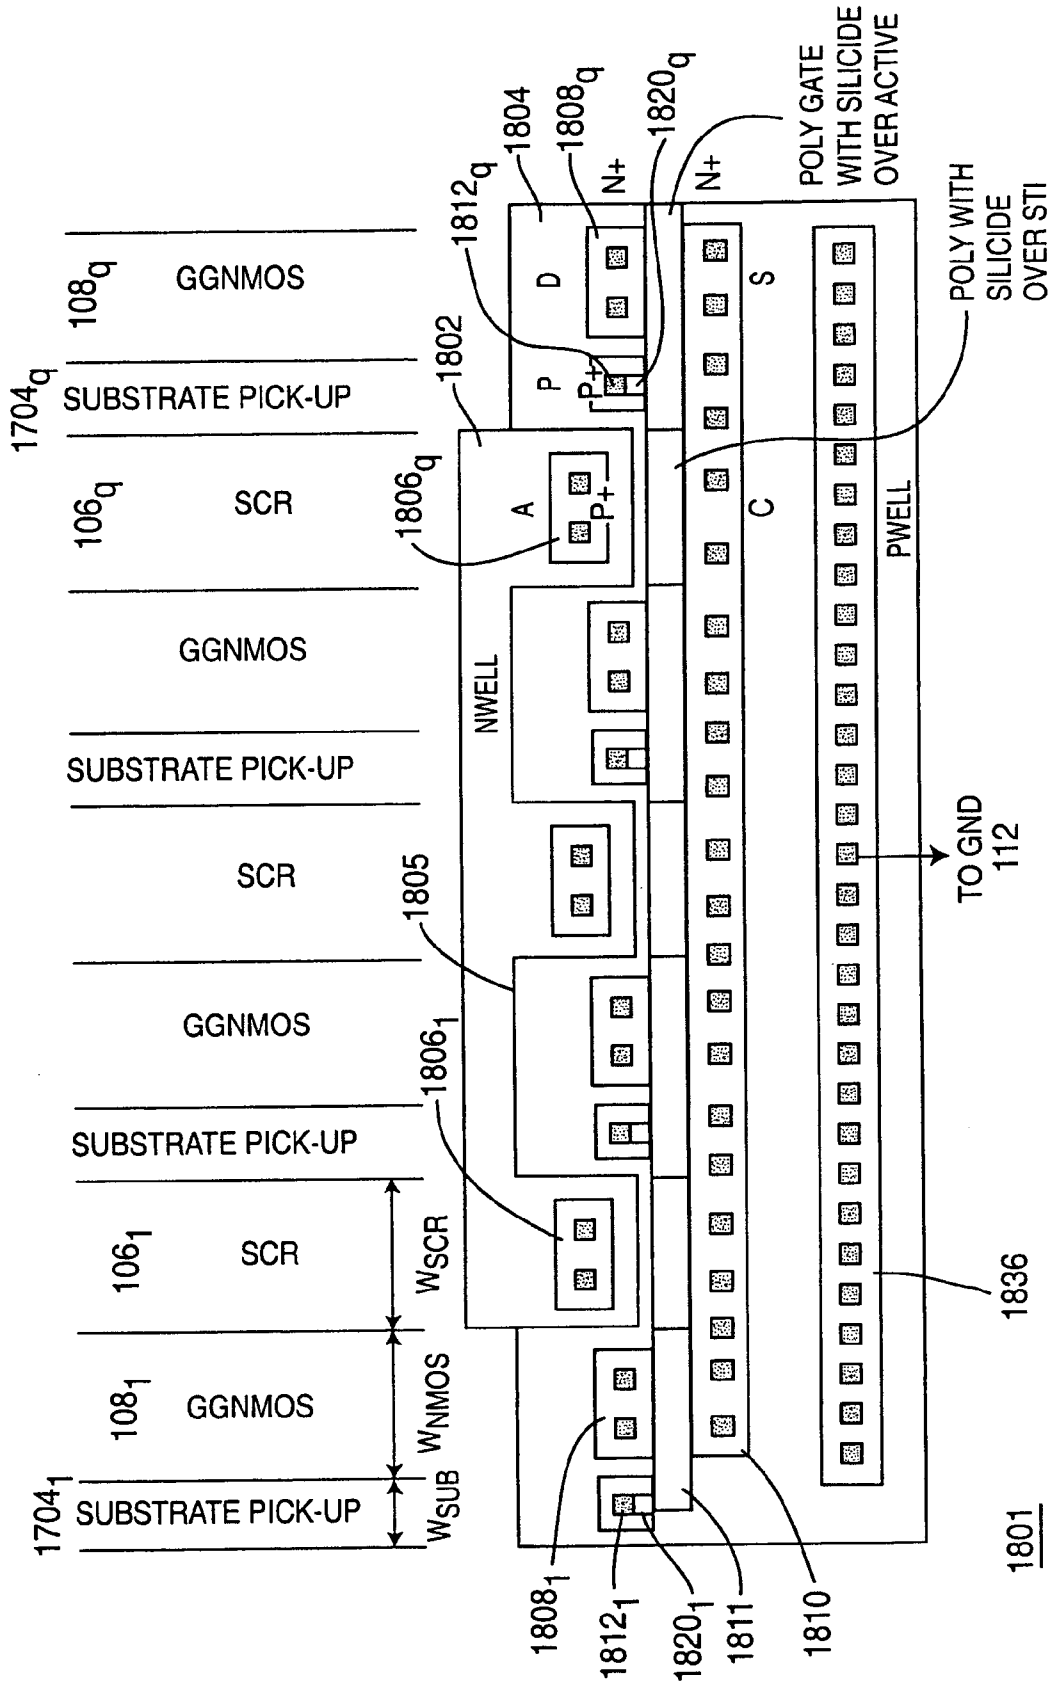 1704₁
108₁
106₁
106q
1704q
108q
SUBSTRATE PICK-UP
GGNMOS
SCR
SUBSTRATE PICK-UP
GGNMOS
SCR
SUBSTRATE PICK-UP
GGNMOS
SCR
SUBSTRATE PICK-UP
GGNMOS
WSUB
WNMOS
WSCR
1806₁
1805
NWELL
1806q
1802
1812q
1804
1808q
1820q
A
P
D
P+
P+
N+
N+
C
S
1808₁
1812₁
1820₁
1811
1810
POLY GATE
WITH SILICIDE
OVER ACTIVE
POLY WITH
SILICIDE
OVER STI
PWELL
TO GND
112
1836
1801